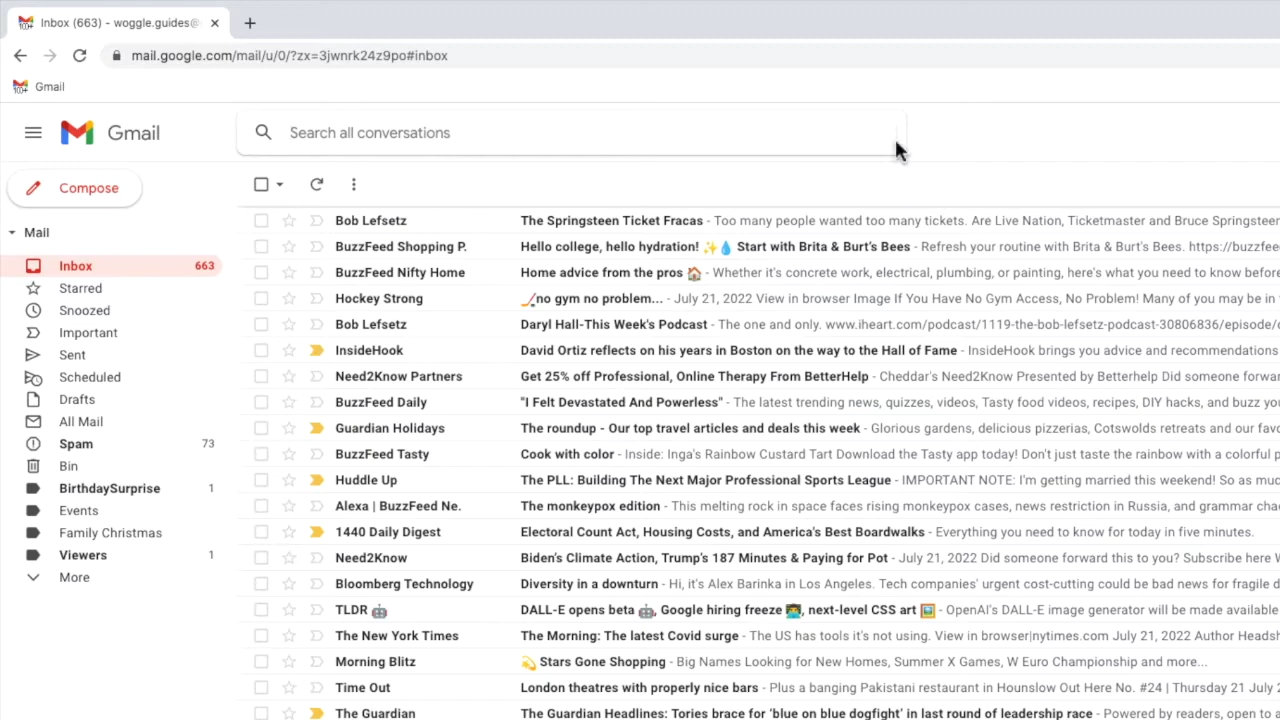 Inbox (663) - woggle.guides@
mail.google.com/mail/u/0/?zx=3jwnrk24z9po#inbox
Gmail
Gmail
Search all conversations
Compose
Mail
Inbox 663
Starred
Snoozed
Important
Sent
Scheduled
Drafts
All Mail
Spam 73
Bin
BirthdaySurprise 1
Events
Family Christmas
Viewers 1
More
Bob Lefsetz The Springsteen Ticket Fracas - Too many people wanted too many tickets. Are Live Nation, Ticketmaster and Bruce Springsteen
BuzzFeed Shopping P. Hello college, hello hydration! ✨💧 Start with Brita & Burt's Bees - Refresh your routine with Brita & Burt's Bees. https://buzzfee
BuzzFeed Nifty Home Home advice from the pros 🏠 - Whether it's concrete work, electrical, plumbing, or painting, here's what you need to know before
Hockey Strong 🏒no gym no problem... - July 21, 2022 View in browser Image If You Have No Gym Access, No Problem! Many of you may be in
Bob Lefsetz Daryl Hall-This Week's Podcast - The one and only. www.iheart.com/podcast/1119-the-bob-lefsetz-podcast-30806836/episode/
InsideHook David Ortiz reflects on his years in Boston on the way to the Hall of Fame - InsideHook brings you advice and recommendations
Need2Know Partners Get 25% off Professional, Online Therapy From BetterHelp - Cheddar's Need2Know Presented by Betterhelp Did someone forwar
BuzzFeed Daily "I Felt Devastated And Powerless" - The latest trending news, quizzes, videos, Tasty food videos, recipes, DIY hacks, and buzz you
Guardian Holidays The roundup - Our top travel articles and deals this week - Glorious gardens, delicious pizzerias, Cotswolds retreats and our favo
BuzzFeed Tasty Cook with color - Inside: Inga's Rainbow Custard Tart Download the Tasty app today! Don't just taste the rainbow with a colorful p
Huddle Up The PLL: Building The Next Major Professional Sports League - IMPORTANT NOTE: I'm getting married this weekend! So as muc
Alexa | BuzzFeed Ne. The monkeypox edition - This melting rock in space faces rising monkeypox cases, news restriction in Russia, and grammar cha
1440 Daily Digest Electoral Count Act, Housing Costs, and America's Best Boardwalks - Everything you need to know for today in five minutes.
Need2Know Biden's Climate Action, Trump's 187 Minutes & Paying for Pot - July 21, 2022 Did someone forward this to you? Subscribe here W
Bloomberg Technology Diversity in a downturn - Hi, it's Alex Barinka in Los Angeles. Tech companies' urgent cost-cutting could be bad news for fragile d
TLDR 🤖 DALL-E opens beta 🤖, Google hiring freeze 👨‍💻, next-level CSS art 🖼️ - OpenAI's DALL-E image generator will be made available
The New York Times The Morning: The latest Covid surge - The US has tools it's not using. View in browser|nytimes.com July 21, 2022 Author Headsh
Morning Blitz 💫 Stars Gone Shopping - Big Names Looking for New Homes, Summer X Games, W Euro Championship and more...
Time Out London theatres with properly nice bars - Plus a banging Pakistani restaurant in Hounslow Out Here No. #24 | Thursday 21 July
The Guardian The Guardian Headlines: Tories brace for 'blue on blue dogfight' in last round of leadership race - Powered by readers, open to a